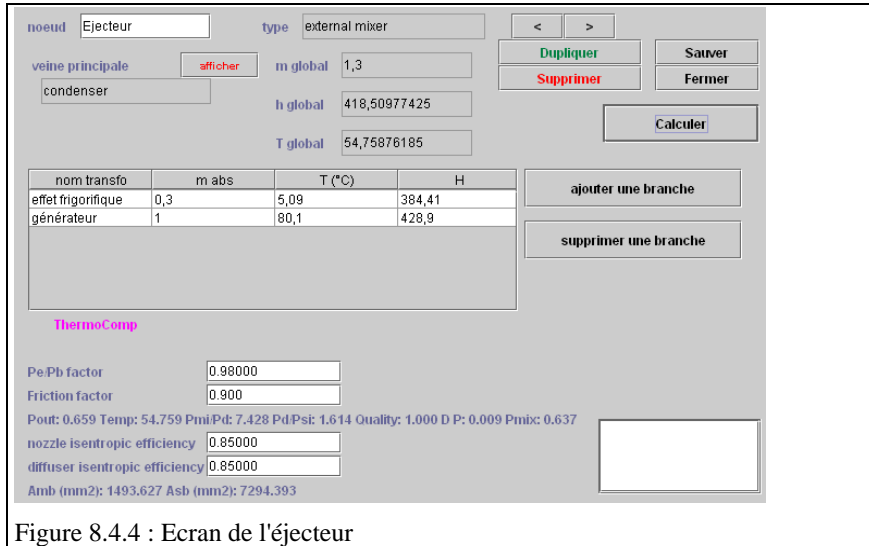 noeud Ejecteur type external mixer < >
Dupliquer Sauver
veine principale afficher m global 1,3 Supprimer Fermer
condenser
h global 418,50977425
Calculer
T global 54,75876185
nom transfo m abs T (°C) H
effet frigorifique 0,3 5,09 384,41
générateur 1 80,1 428,9
ajouter une branche
supprimer une branche
ThermoComp
Pe/Pb factor 0.98000
Friction factor 0.900
Pout: 0.659 Temp: 54.759 Pmi/Pd: 7.428 Pd/Psi: 1.614 Quality: 1.000 D P: 0.009 Pmix: 0.637
nozzle isentropic efficiency 0.85000
diffuser isentropic efficiency 0.85000
Amb (mm2): 1493.627 Asb (mm2): 7294.393
Figure 8.4.4 : Ecran de l'éjecteur